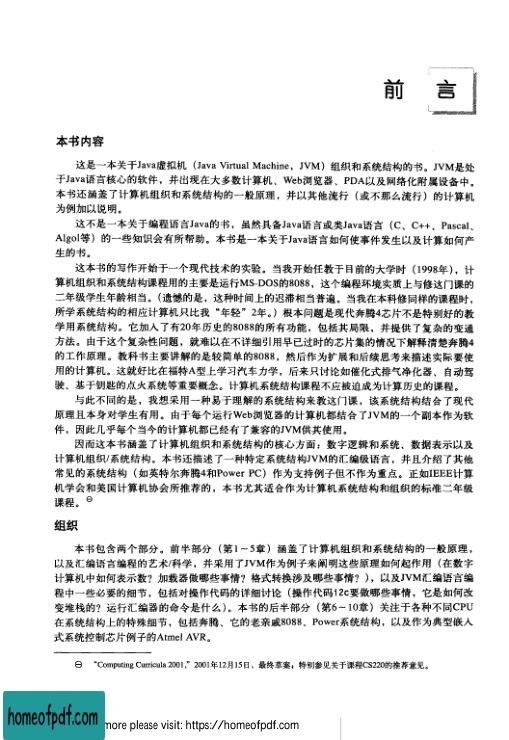 前 言
本书内容
这是一本关于Java虚拟机（Java Virtual Machine，JVM）组织和系统结构的书。JVM是处
于Java语言核心的软件，并出现在大多数计算机、Web浏览器、PDA以及网络化附属设备中。
本书还涵盖了计算机组织和系统结构的一般原理，并以其他流行（或不那么流行）的计算机
为例加以说明。
这不是一本关于编程语言Java的书，虽然具备Java语言或类Java语言（C、C++、Pascal、
Algol等）的一些知识会有所帮助。本书是一本关于Java语言如何使事件发生以及计算如何产
生的书。
这本书的写作开始于一个现代技术的实验。当我开始任教于目前的大学时（1998年），计
算机组织和系统结构课程用的主要是运行MS-DOS的8088，这个编程环境实质上与修这门课的
二年级学生年龄相当。（遗憾的是，这种时间上的迟滞相当普遍。当我在本科修同样的课程时，
所学系统结构的相应计算机只比我“年轻”2年。）根本问题是现代奔腾4芯片不是特别好的教
学用系统结构。它加入了有20年历史的8088的所有功能，包括其局限，并提供了复杂的变通
方法。由于这个复杂性问题，就难以在不详细引用早已过时的芯片集的情况下解释清楚奔腾4
的工作原理。教科书主要讲解的是较简单的8088，然后作为扩展和后续思考来描述实际要使
用的计算机。这就好比在福特A型上学习汽车力学，后来只讨论如催化式排气净化器、自动驾
驶、基于钥匙的点火系统等重要概念。计算机系统结构课程不应被迫成为计算历史的课程。
与此不同的是，我想采用一种易于理解的系统结构来教这门课，该系统结构结合了现代
原理且本身对学生有用。由于每个运行Web浏览器的计算机都结合了JVM的一个副本作为软
件，因此几乎每个当今的计算机都已经有了兼容的JVM供其使用。
因而这本书涵盖了计算机组织和系统结构的核心方面：数字逻辑和系统、数据表示以及
计算机组织/系统结构。本书还描述了一种特定系统结构JVM的汇编级语言，并且介绍了其他
常见的系统结构（如英特尔奔腾4和Power PC）作为支持例子但不作为重点。正如IEEE计算
机学会和美国计算机协会所推荐的，本书尤其适合作为计算机系统结构和组织的标准二年级
课程。⊖
组织
本书包含两个部分。前半部分（第1～5章）涵盖了计算机组织和系统结构的一般原理，
以及汇编语言编程的艺术/科学，并采用了JVM作为例子来阐明这些原理如何起作用（在数字
计算机中如何表示数？加载器做哪些事情？格式转换涉及哪些事情？），以及JVM汇编语言编
程中一些必要的细节，包括对操作代码的详细讨论（操作代码i2c要做哪些事情，它是如何改
变堆栈的？运行汇编器的命令是什么）。本书的后半部分（第6～10章）关注于各种不同CPU
在系统结构上的特殊细节，包括奔腾、它的老亲戚8088、Power系统结构，以及作为典型嵌入
式系统控制芯片例子的Atmel AVR。
⊖ “Computing Curricula 2001,” 2001年12月15日，最终草案；特别参见关于课程CS220的推荐意见。
homeofpdf.com
more please visit: https://homeofpdf.com